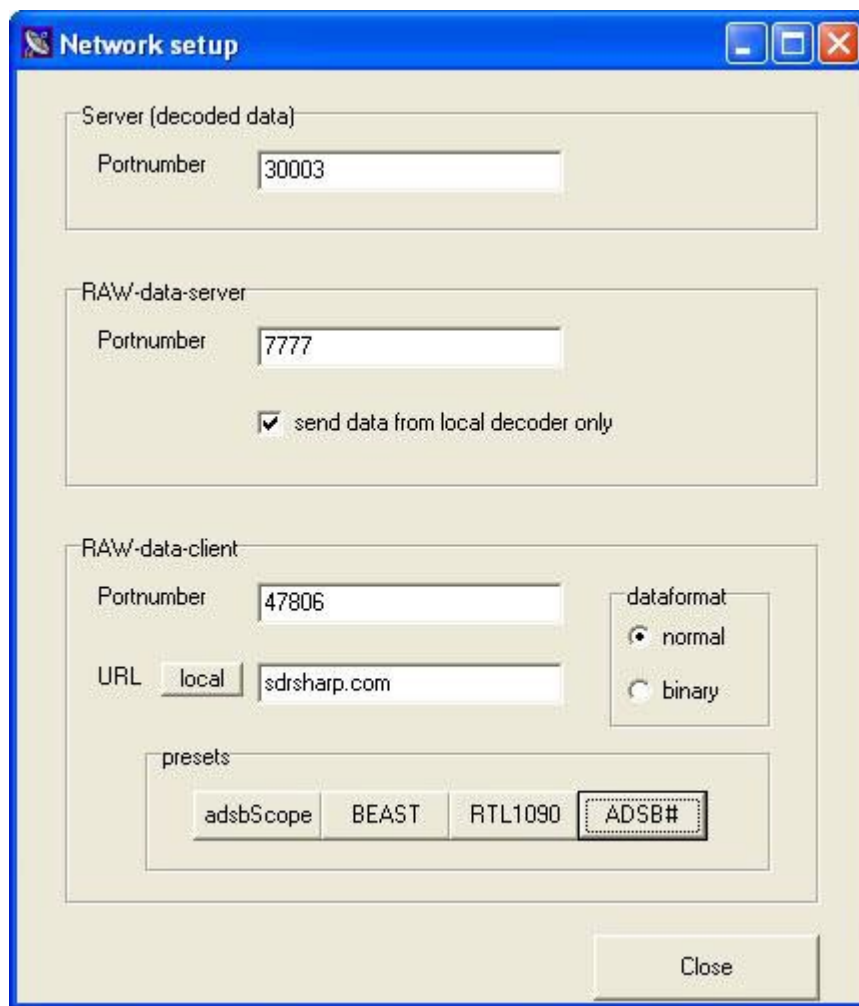 Network setup
Server (decoded data)
Portnumber 30003
RAW-data-server
Portnumber 7777
send data from local decoder only
RAW-data-client
Portnumber 47806
dataformat
normal
URL local sdrsharp.com
binary
presets
adsbScope BEAST RTL1090 ADSB#
Close